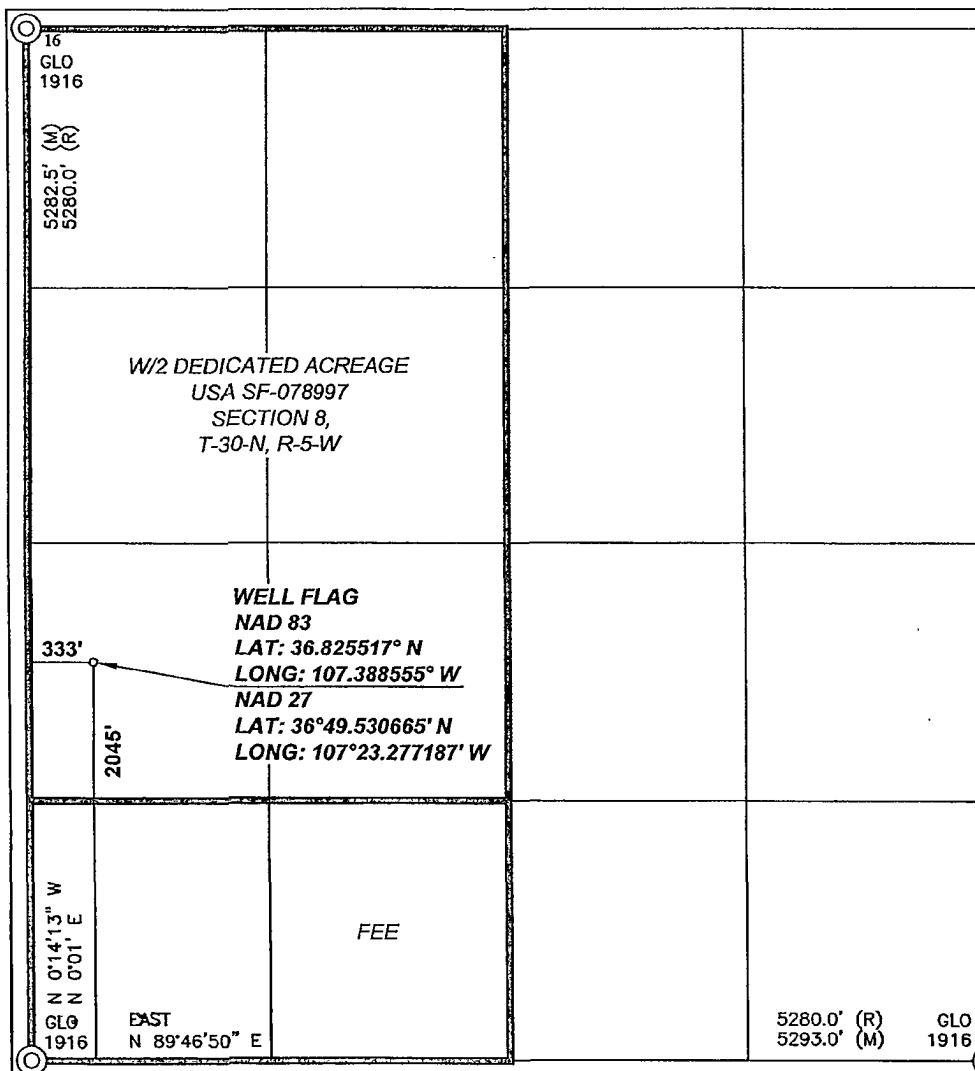 16
GLO
1916
5282.5' (M)
5280.0' (R)
W/2 DEDICATED ACREAGE
USA SF-078997
SECTION 8,
T-30-N, R-5-W
WELL FLAG
NAD 83
LAT: 36.825517° N
LONG: 107.388555° W
NAD 27
LAT: 36°49.530665' N
LONG: 107°23.277187' W
333'
2045'
FEE
N 0°14'13" W
N 0°01' E
GLO
1916
EAST
N 89°46'50" E
5280.0' (R)
5293.0' (M)
GLO
1916